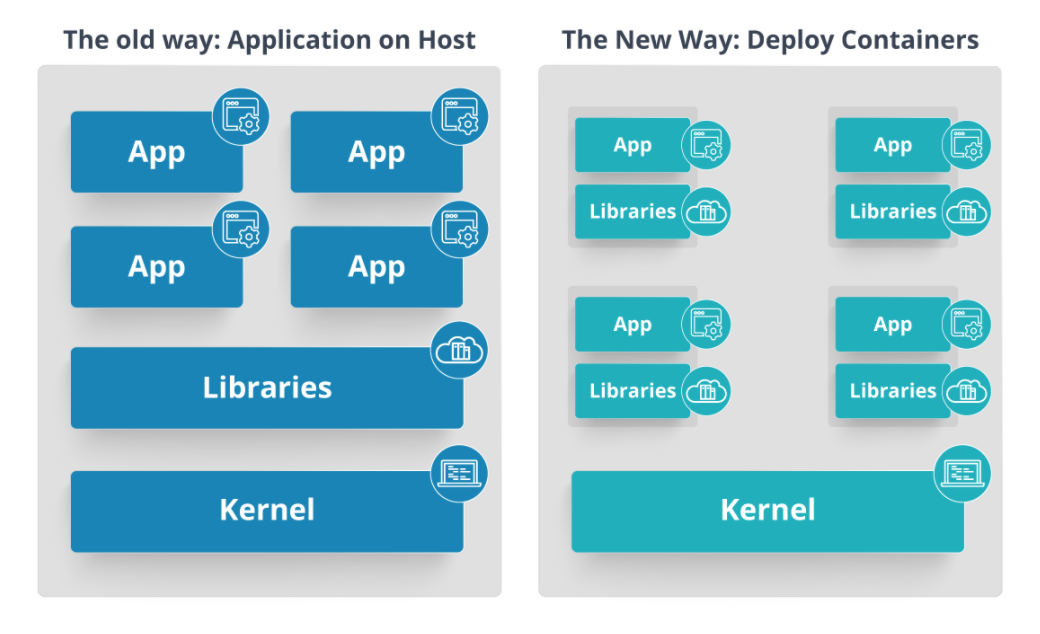 The old way: Application on Host
App
App
App
App
Libraries
Kernel
The New Way: Deploy Containers
App
Libraries
App
Libraries
App
Libraries
App
Libraries
Kernel